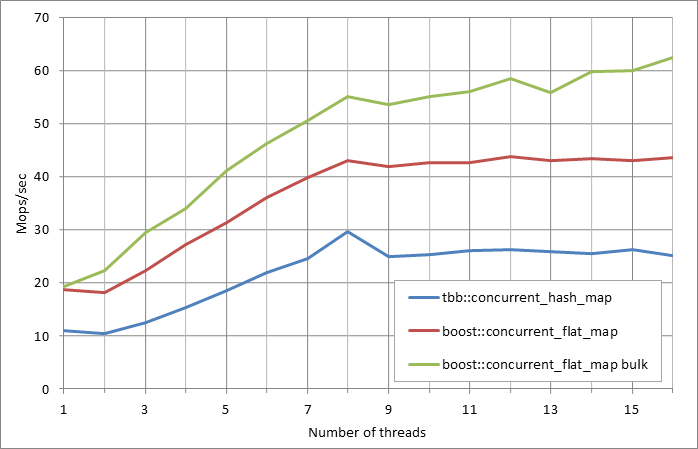 70
60
50
40
30
20
10
0
Mops/sec
tbb::concurrent_hash_map
boost::concurrent_flat_map
boost::concurrent_flat_map bulk
1 3 5 7 9 11 13 15
Number of threads